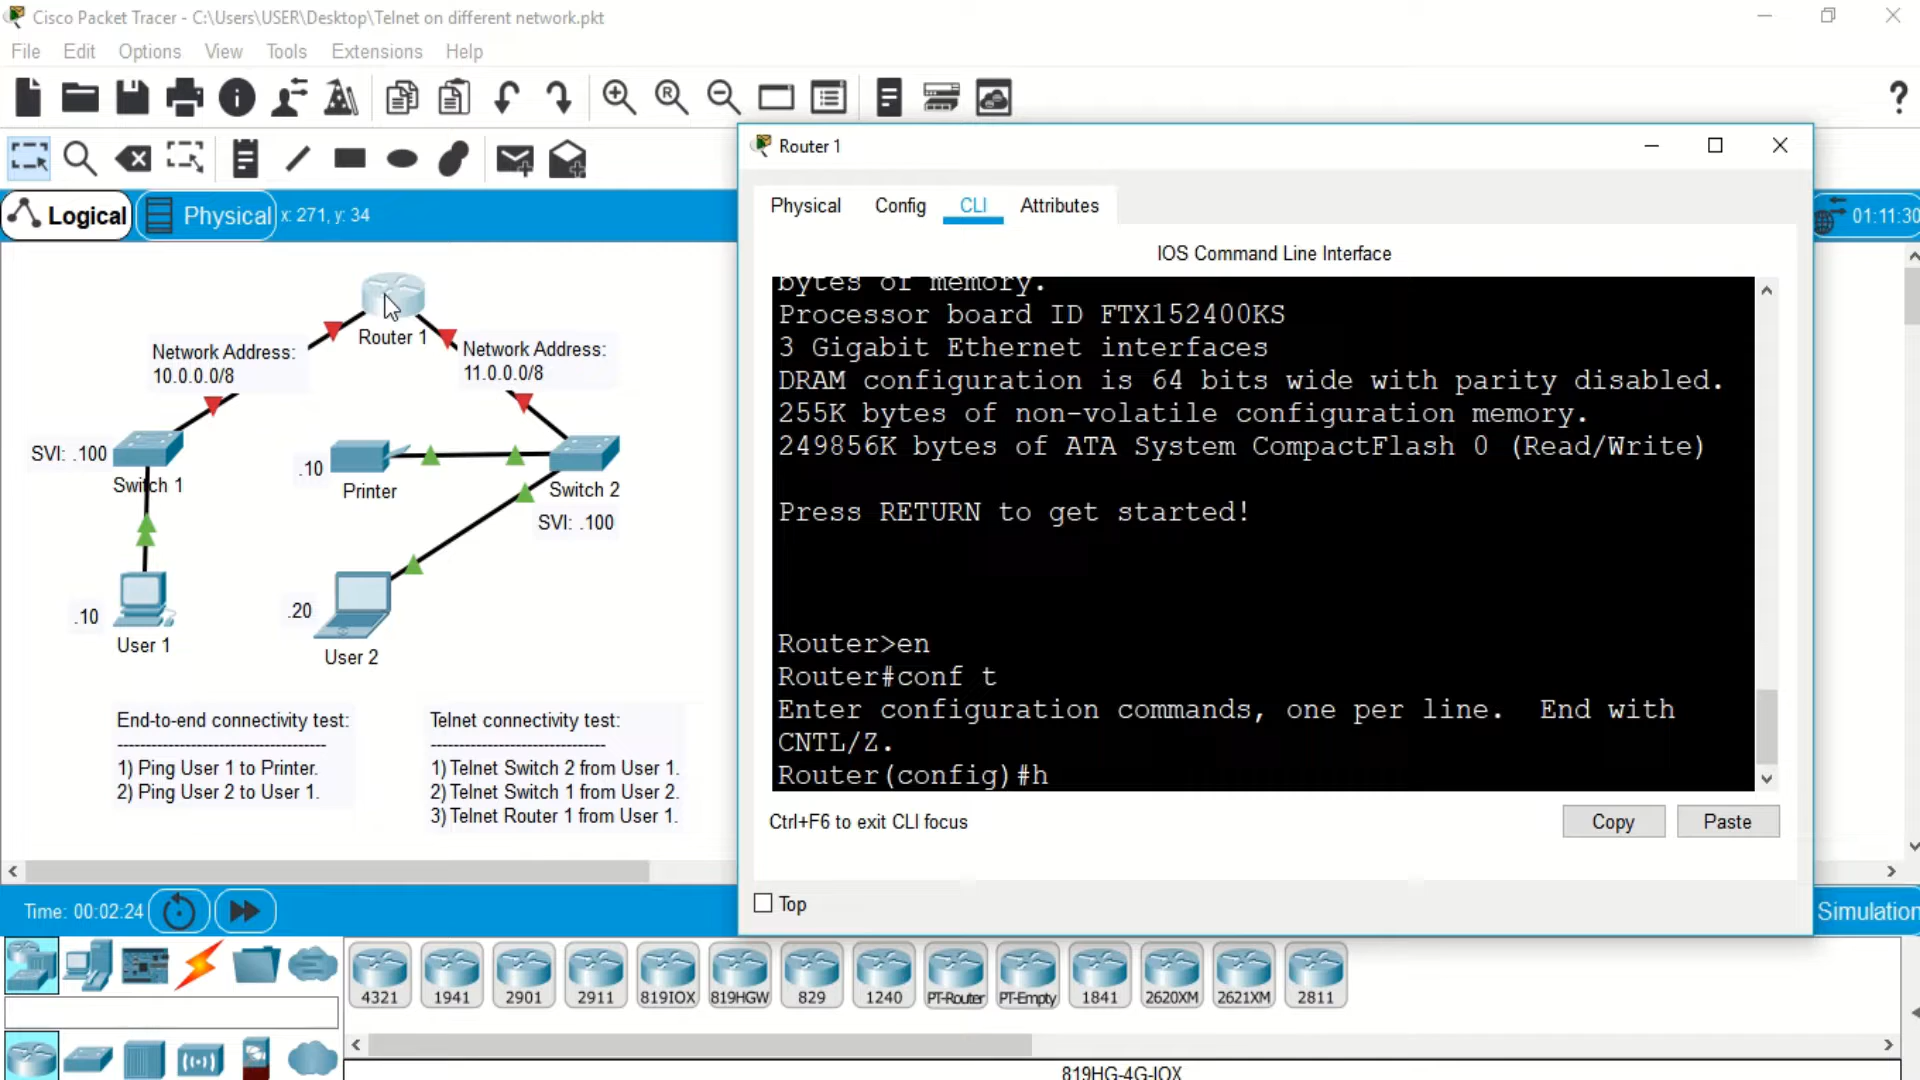 Cisco Packet Tracer - C:\Users\USER\Desktop\Telnet on different network.pkt
File Edit Options View Tools Extensions Help
Logical
Physical
x: 271, y: 34
01:11:30
Router 1
Network Address:
10.0.0.0/8
Network Address:
11.0.0.0/8
SVI: .100
Switch 1
.10
Printer
Switch 2
SVI: .100
.10
User 1
.20
User 2
End-to-end connectivity test:
-------------------------------------
1) Ping User 1 to Printer.
2) Ping User 2 to User 1.
Telnet connectivity test:
-------------------------------
1) Telnet Switch 2 from User 1.
2) Telnet Switch 1 from User 2.
3) Telnet Router 1 from User 1.
Router 1
Physical Config CLI Attributes
IOS Command Line Interface
bytes of memory.
Processor board ID FTX152400KS
3 Gigabit Ethernet interfaces
DRAM configuration is 64 bits wide with parity disabled.
255K bytes of non-volatile configuration memory.
249856K bytes of ATA System CompactFlash 0 (Read/Write)
Press RETURN to get started!
Router>en
Router#conf t
Enter configuration commands, one per line.  End with
CNTL/Z.
Router(config)#h
Ctrl+F6 to exit CLI focus
Copy
Paste
Top
Time: 00:02:24
Simulation
4321 1941 2901 2911 819IOX 819HGW 829 1240 PT-Router PT-Empty 1841 2620XM 2621XM 2811
819HG-4G-IOX